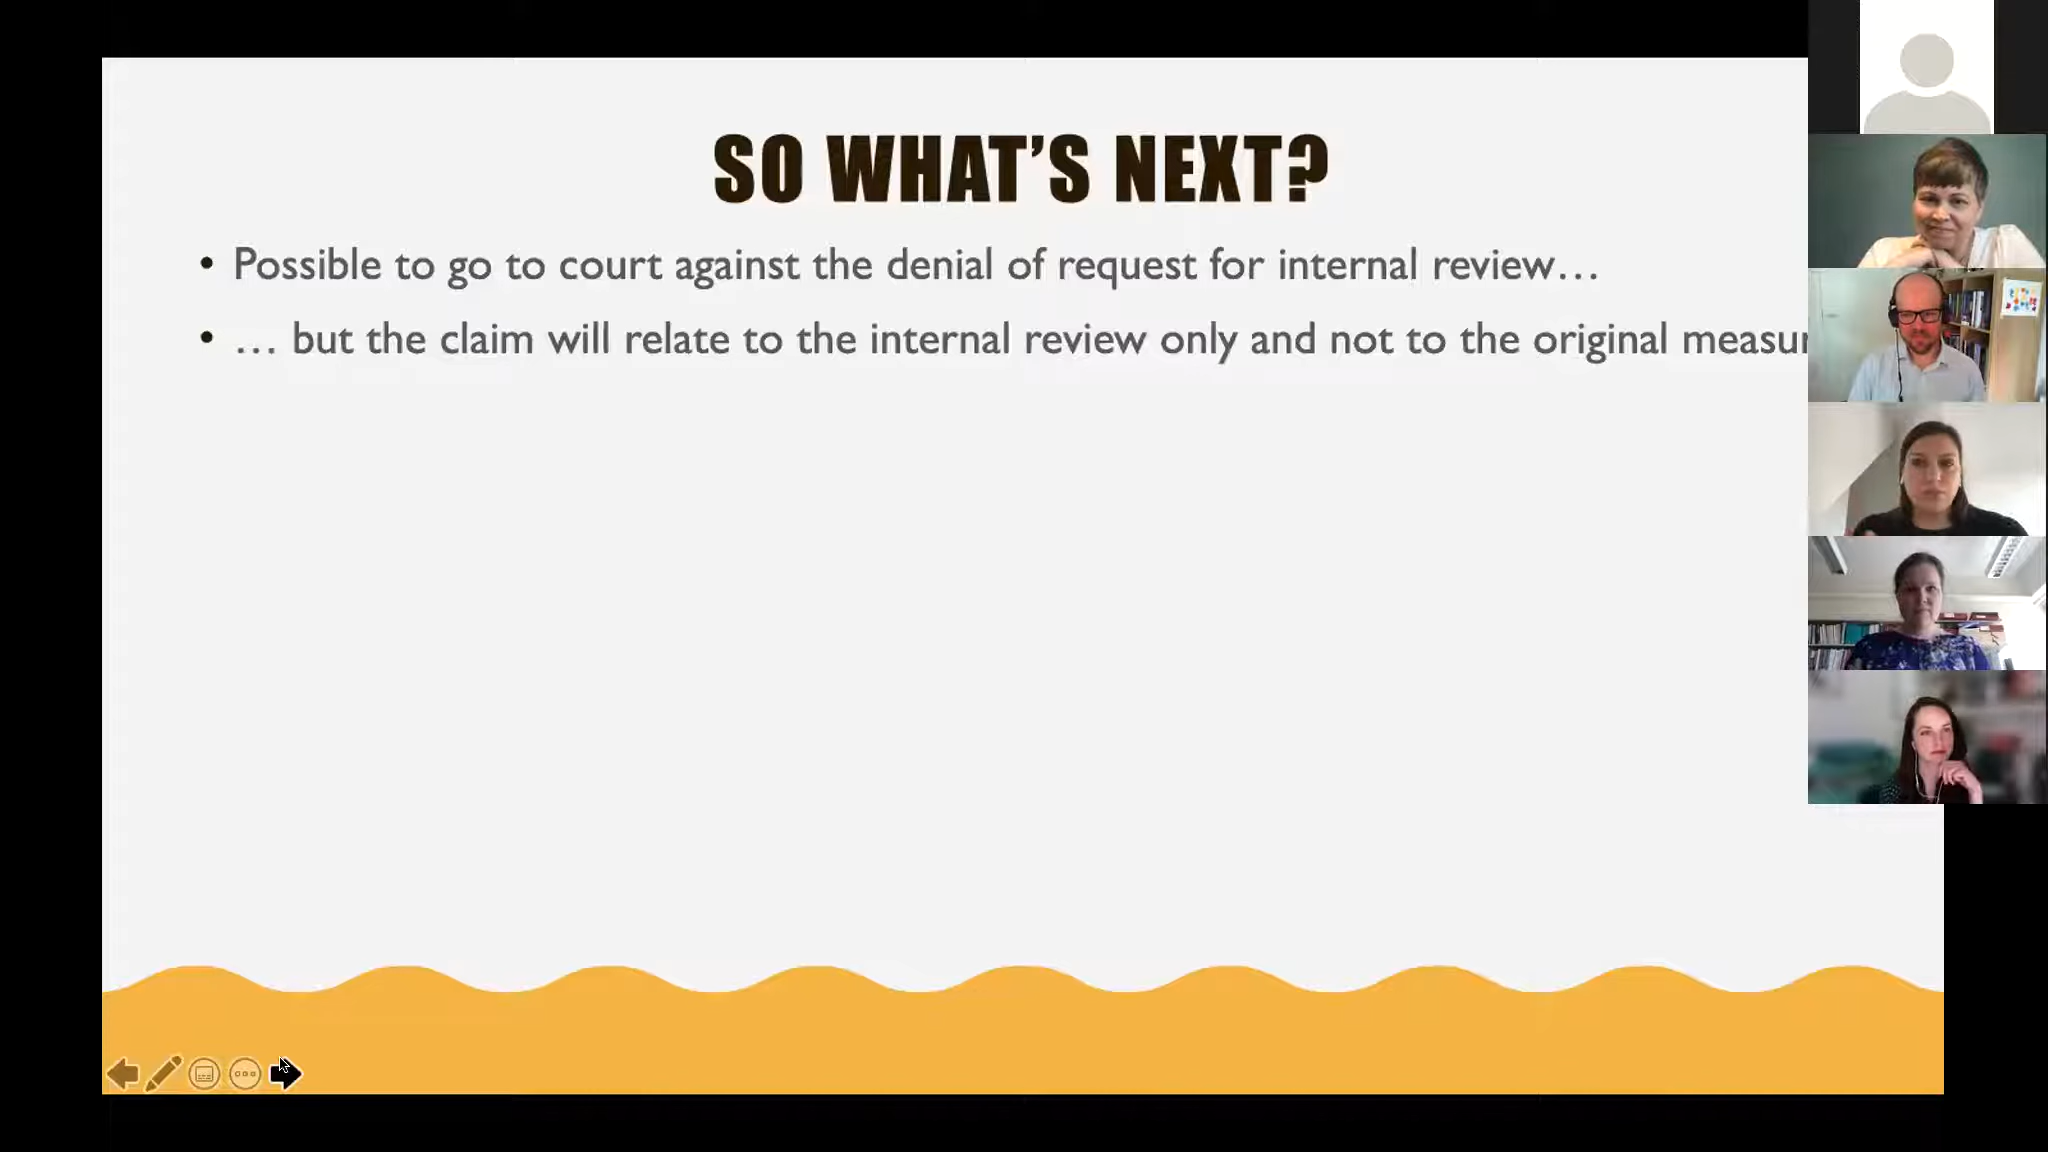 SO WHAT'S NEXT?
• Possible to go to court against the denial of request for internal review…
• … but the claim will relate to the internal review only and not to the original